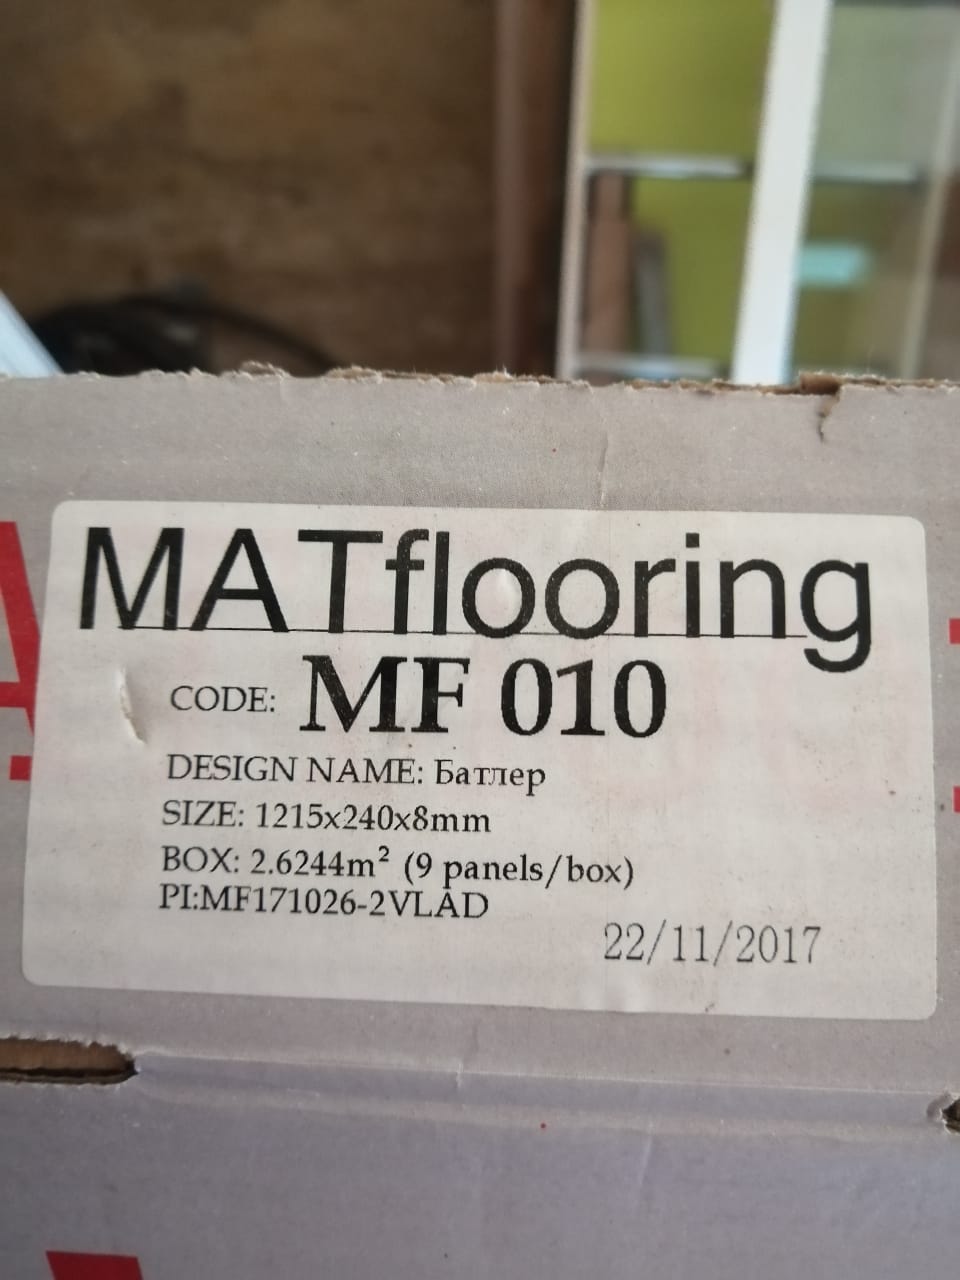 MATflooring
CODE: MF 010
DESIGN NAME: Батлер
SIZE: 1215x240x8mm
BOX: 2.6244m² (9 panels/box)
PI:MF171026-2VLAD
22/11/2017